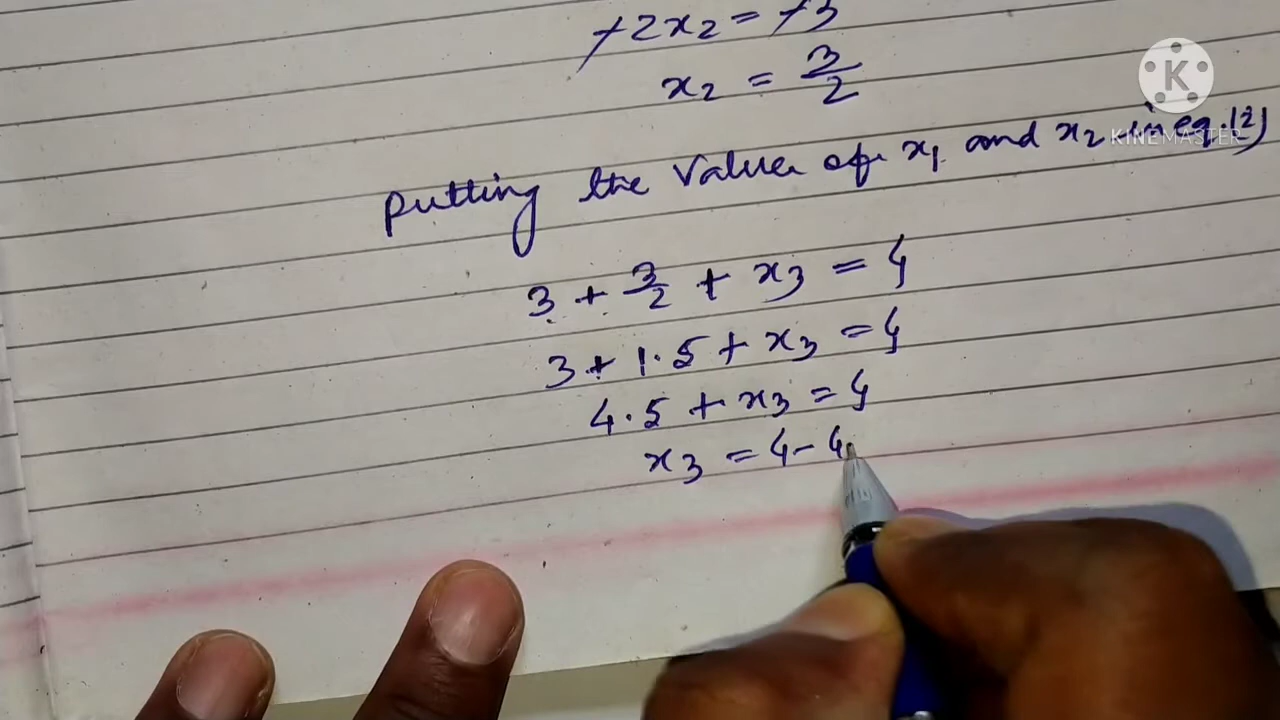 -2x2 = -3
x2 = 3/2
K
KINEMASTER
putting the value of x1 and x2 in eq.(2)
3 + 3/2 + x3 = 4
3 + 1.5 + x3 = 4
4.5 + x3 = 4
x3 = 4 - 4.